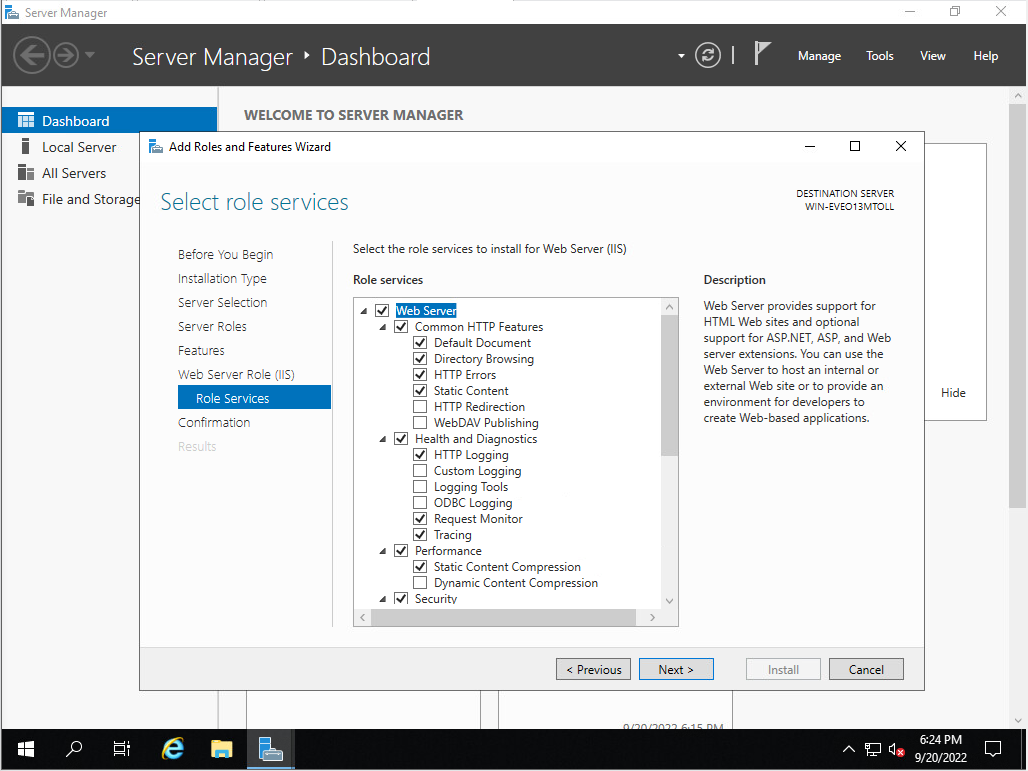 Server Manager
Server Manager ‣ Dashboard
Manage Tools View Help
Dashboard
Local Server
All Servers
File and Storage
WELCOME TO SERVER MANAGER
Add Roles and Features Wizard
Select role services
DESTINATION SERVER
WIN-EVEO13MTOLL
Before You Begin
Installation Type
Server Selection
Server Roles
Features
Web Server Role (IIS)
Role Services
Confirmation
Results
Select the role services to install for Web Server (IIS)
Role services
Web Server
Common HTTP Features
Default Document
Directory Browsing
HTTP Errors
Static Content
HTTP Redirection
WebDAV Publishing
Health and Diagnostics
HTTP Logging
Custom Logging
Logging Tools
ODBC Logging
Request Monitor
Tracing
Performance
Static Content Compression
Dynamic Content Compression
Security
Description
Web Server provides support for
HTML Web sites and optional
support for ASP.NET, ASP, and Web
server extensions. You can use the
Web Server to host an internal or
external Web site or to provide an
environment for developers to
create Web-based applications.
Hide
< Previous
Next >
Install
Cancel
9/20/2022 6:15 PM
6:24 PM
9/20/2022